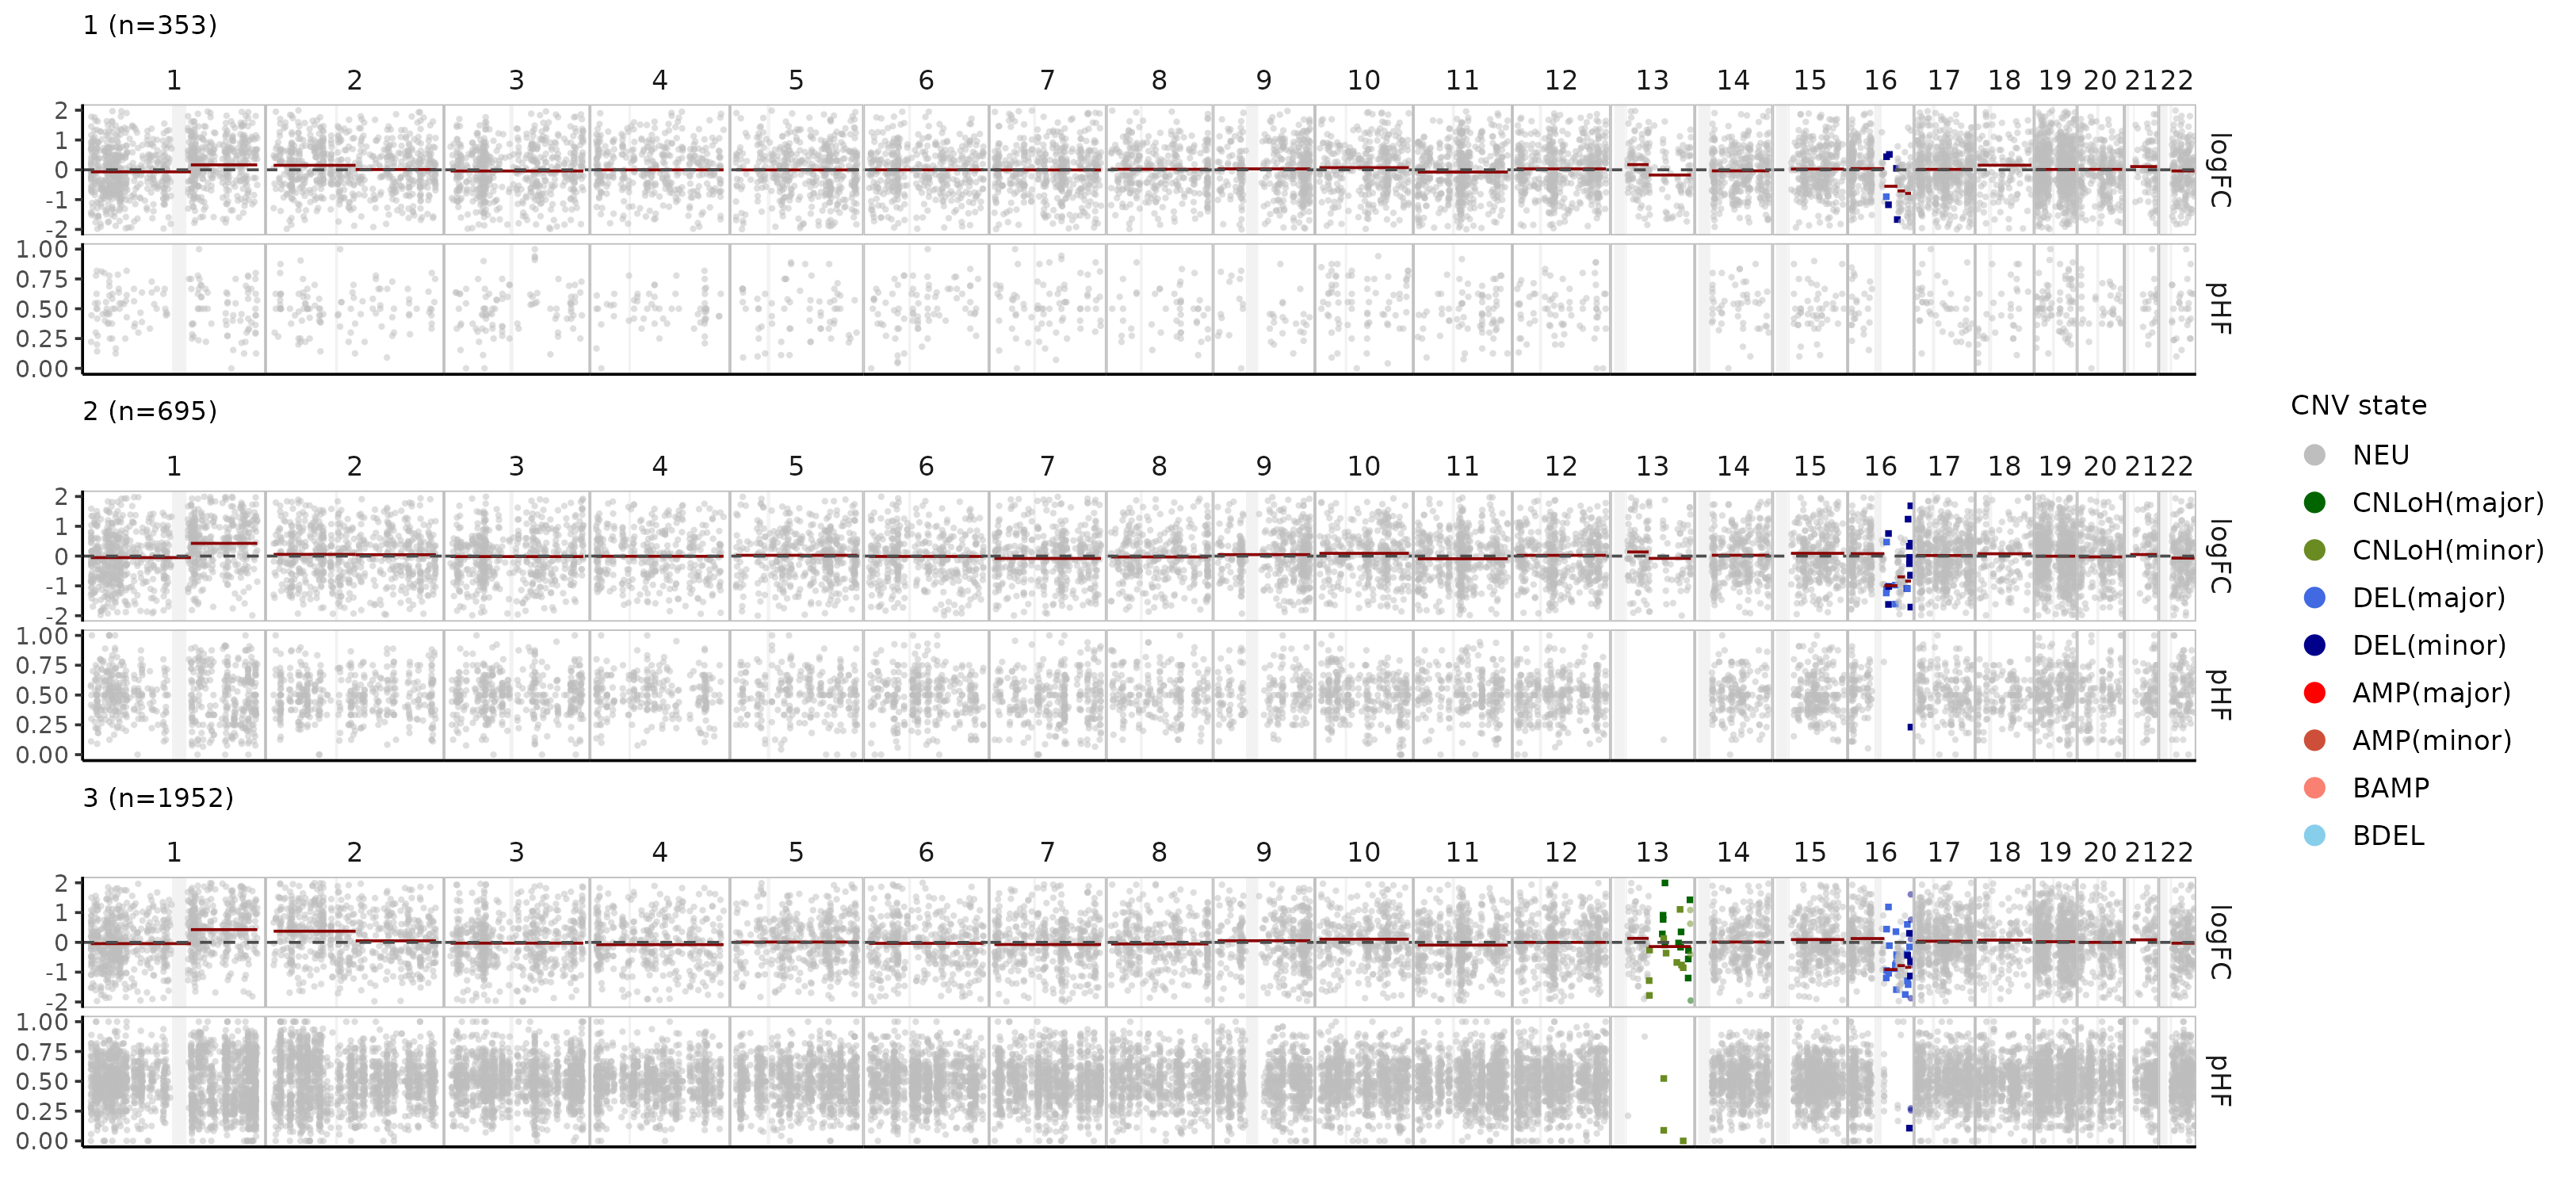 1 (n=353)
1 2 3 4 5 6 7 8 9 10 11 12 13 14 15 16 17 18 19 20 21 22
2
1
0
-1
-2
logFC
1.00
0.75
0.50
0.25
0.00
pHF
2 (n=695)
1 2 3 4 5 6 7 8 9 10 11 12 13 14 15 16 17 18 19 20 21 22
2
1
0
-1
-2
logFC
1.00
0.75
0.50
0.25
0.00
pHF
3 (n=1952)
1 2 3 4 5 6 7 8 9 10 11 12 13 14 15 16 17 18 19 20 21 22
2
1
0
-1
-2
logFC
1.00
0.75
0.50
0.25
0.00
pHF
CNV state
NEU
CNLoH(major)
CNLoH(minor)
DEL(major)
DEL(minor)
AMP(major)
AMP(minor)
BAMP
BDEL